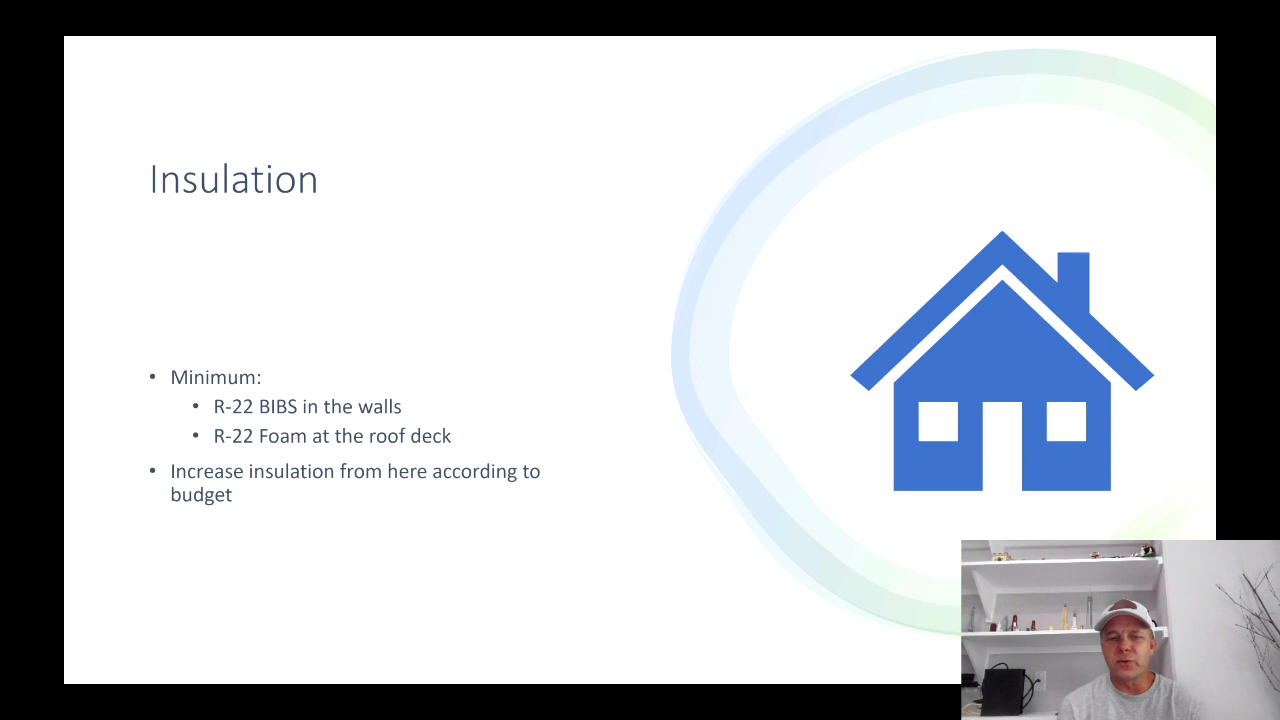 Insulation
• Minimum:
• R-22 BIBS in the walls
• R-22 Foam at the roof deck
• Increase insulation from here according to
budget